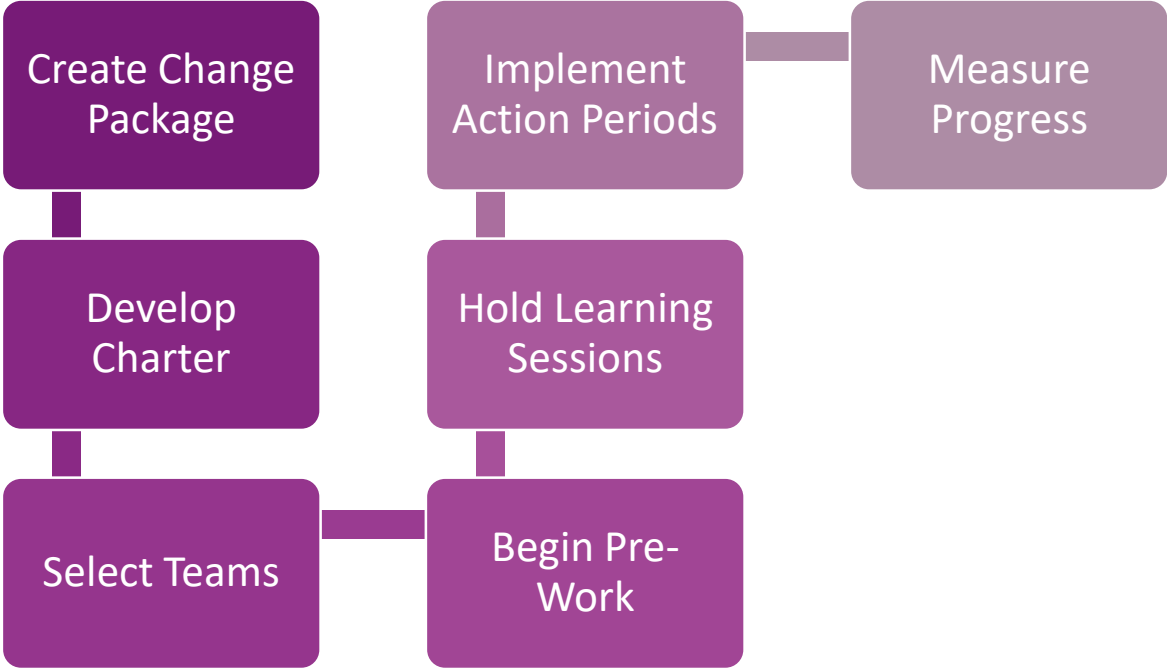 Create Change
Package
Develop
Charter
Select Teams
Begin Pre-
Work
Hold Learning
Sessions
Implement
Action Periods
Measure
Progress